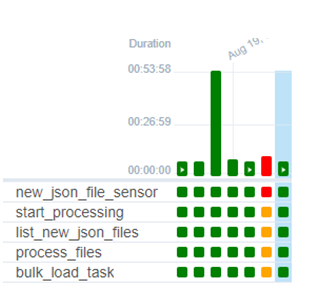 Duration
Aug 19,
00:53:58
00:26:59
00:00:00
new_json_file_sensor
start_processing
list_new_json_files
process_files
bulk_load_task